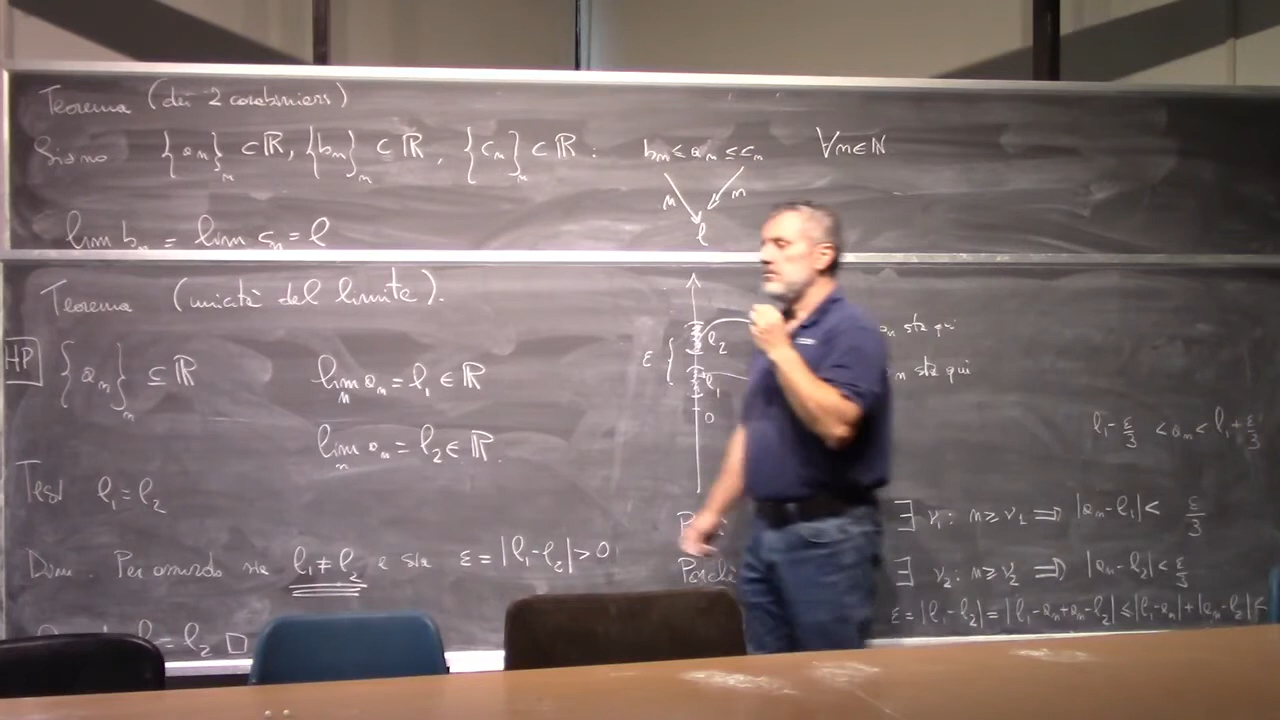 Teorema (dei 2 carabinieri)
Siano {a_n}_n ⊂ ℝ, {b_n}_n ⊂ ℝ, {c_n}_n ⊂ ℝ : b_n ≤ a_n ≤ c_n ∀n∈ℕ
n n
lim b_n = lim c_n = l
l
Teorema (unicità del limite).
HP {a_n}_n ⊆ ℝ lim_n a_n = l_1 ∈ ℝ
lim_n a_n = l_2 ∈ ℝ.
Tesi l_1 = l_2
Dim. Per assurdo sia l_1 ≠ l_2 e sia ε = |l_1 - l_2| > 0
l_1 = l_2 □
ε { l_2
l_1
0
a_n sta qui
a_n sta qui
l_1 - ε/3 < a_n < l_1 + ε/3
∃ ν_1 : n ≥ ν_1 ⟹ |a_n - l_1| < ε/3
Poichè ∃ ν_2 : n ≥ ν_2 ⟹ |a_n - l_2| < ε/3
ε = |l_1 - l_2| = |l_1 - a_n + a_n - l_2| ≤ |l_1 - a_n| + |a_n - l_2| <